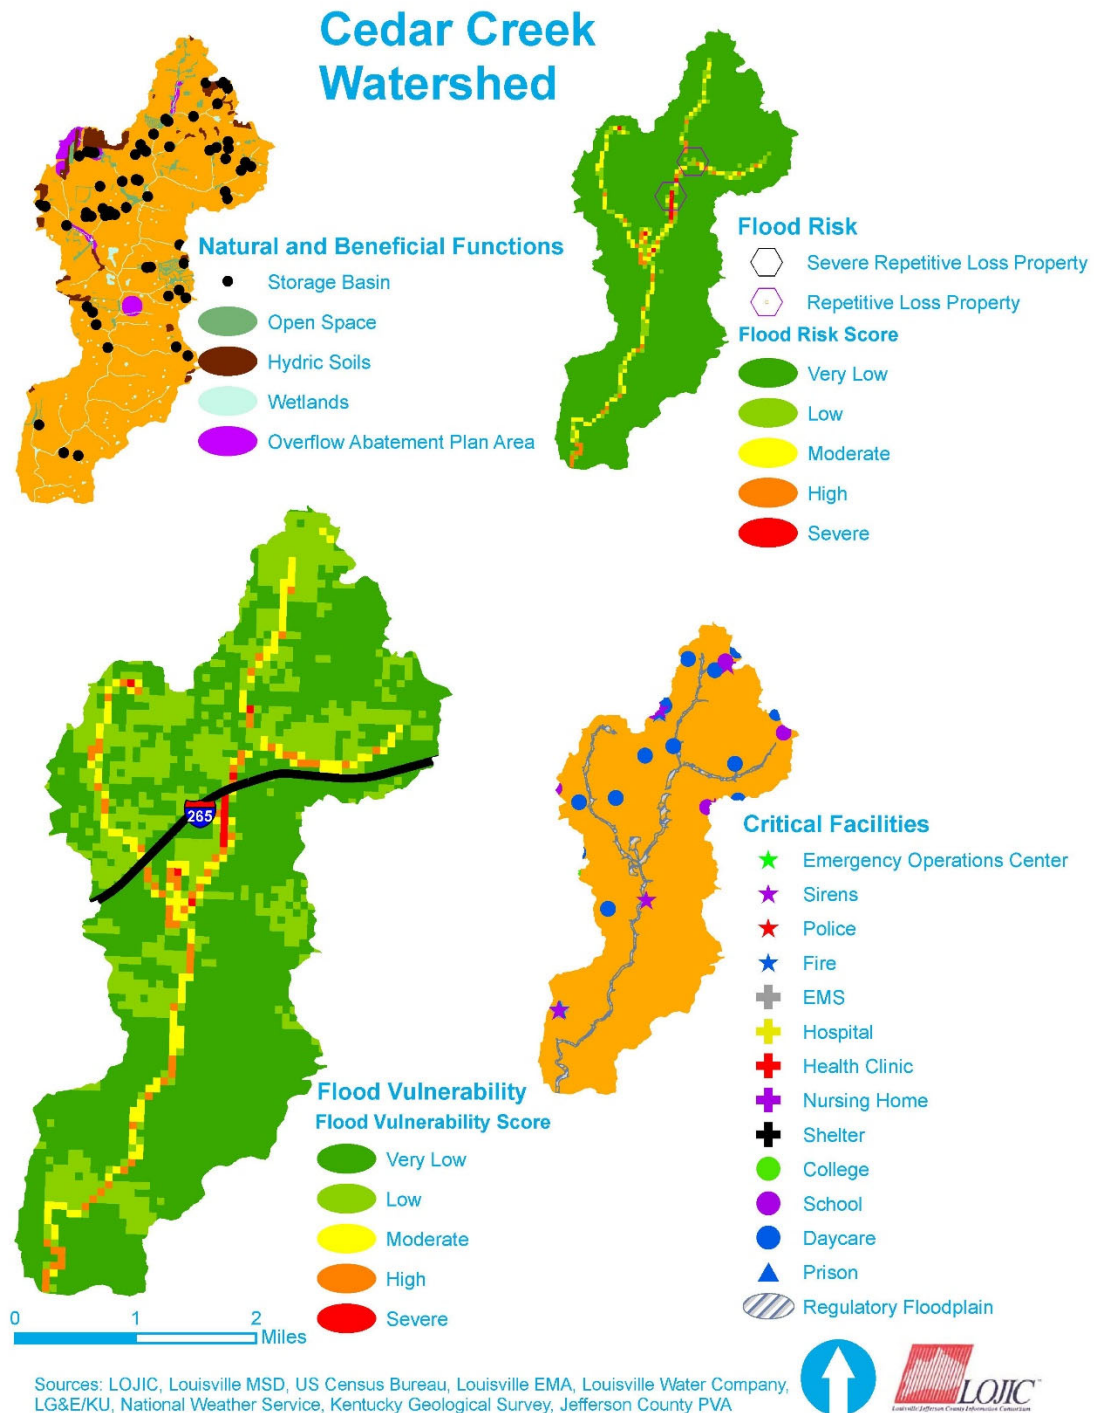 Cedar Creek
Watershed
Natural and Beneficial Functions
Storage Basin
Open Space
Hydric Soils
Wetlands
Overflow Abatement Plan Area
Flood Risk
Severe Repetitive Loss Property
Repetitive Loss Property
Flood Risk Score
Very Low
Low
Moderate
High
Severe
265
Flood Vulnerability
Flood Vulnerability Score
Very Low
Low
Moderate
High
Severe
0 1 2
Miles
Critical Facilities
Emergency Operations Center
Sirens
Police
Fire
EMS
Hospital
Health Clinic
Nursing Home
Shelter
College
School
Daycare
Prison
Regulatory Floodplain
Sources: LOJIC, Louisville MSD, US Census Bureau, Louisville EMA, Louisville Water Company,
LG&E/KU, National Weather Service, Kentucky Geological Survey, Jefferson County PVA
LOJIC
Louisville/Jefferson County Information Consortium